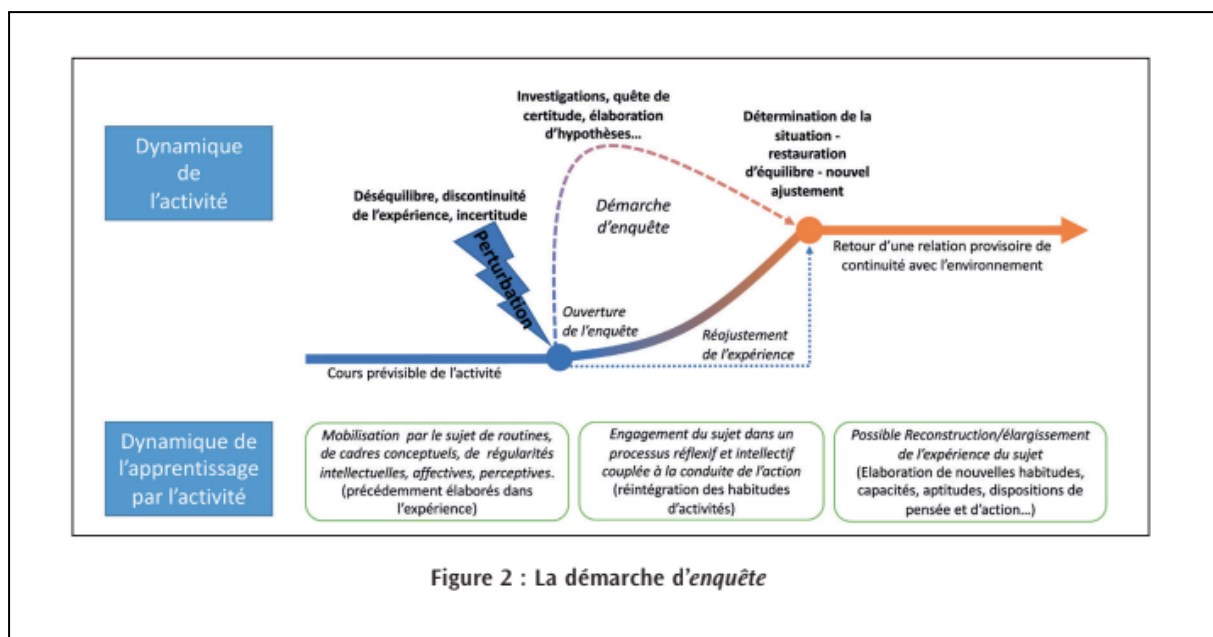 Investigations, quête de
certitude, élaboration
d'hypothèses...
Détermination de la
situation -
restauration
d'équilibre - nouvel
ajustement
Dynamique
de
l'activité
Déséquilibre, discontinuité
de l'expérience, incertitude
Démarche
d'enquête
Perturbation
Retour d'une relation provisoire de
continuité avec l'environnement
Ouverture
de l'enquête
Réajustement
de l'expérience
Cours prévisible de l'activité
Dynamique de
l'apprentissage
par l'activité
Mobilisation par le sujet de routines,
de cadres conceptuels, de régularités
intellectuelles, affectives, perceptives.
(précédemment élaborés dans
l'expérience)
Engagement du sujet dans un
processus réflexif et intellectif
couplée à la conduite de l'action
(réintégration des habitudes
d'activités)
Possible Reconstruction/élargissement
de l'expérience du sujet
(Elaboration de nouvelles habitudes,
capacités, aptitudes, dispositions de
pensée et d'action...)
Figure 2 : La démarche d'enquête